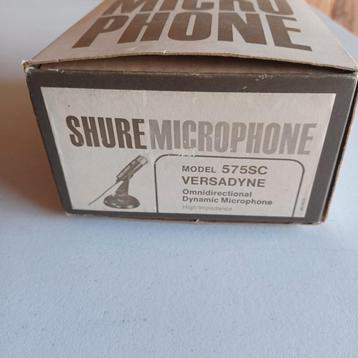 MICRO
PHONE
SHURE MICROPHONE
MODEL 575SC
VERSADYNE
Omnidirectional
Dynamic Microphone
High Impedance